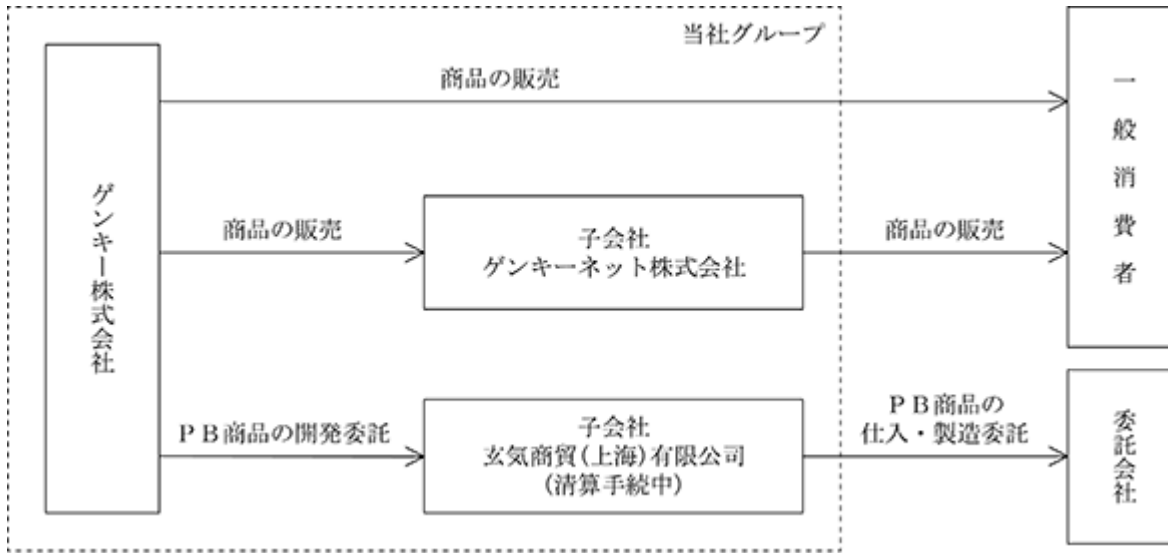 当社グループ
商品の販売
ゲンキー株式会社
一般消費者
商品の販売
子会社
ゲンキーネット株式会社
商品の販売
PB商品の開発委託
子会社
玄気商貿(上海)有限公司
(清算手続中)
PB商品の
仕入・製造委託
委託会社